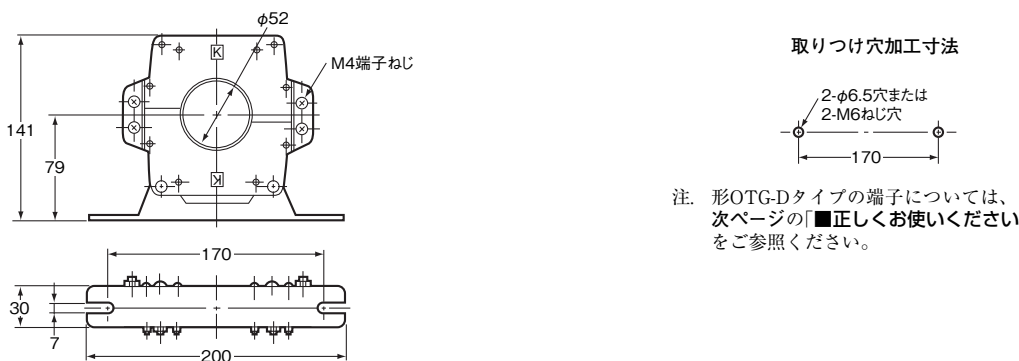 φ52
K
M4端子ねじ
141
79
K
170
30
7
200
取りつけ穴加工寸法
2-φ6.5穴または
2-M6ねじ穴
170
注. 形OTG-Dタイプの端子については、
次ページの「■正しくお使いください
をご参照ください。